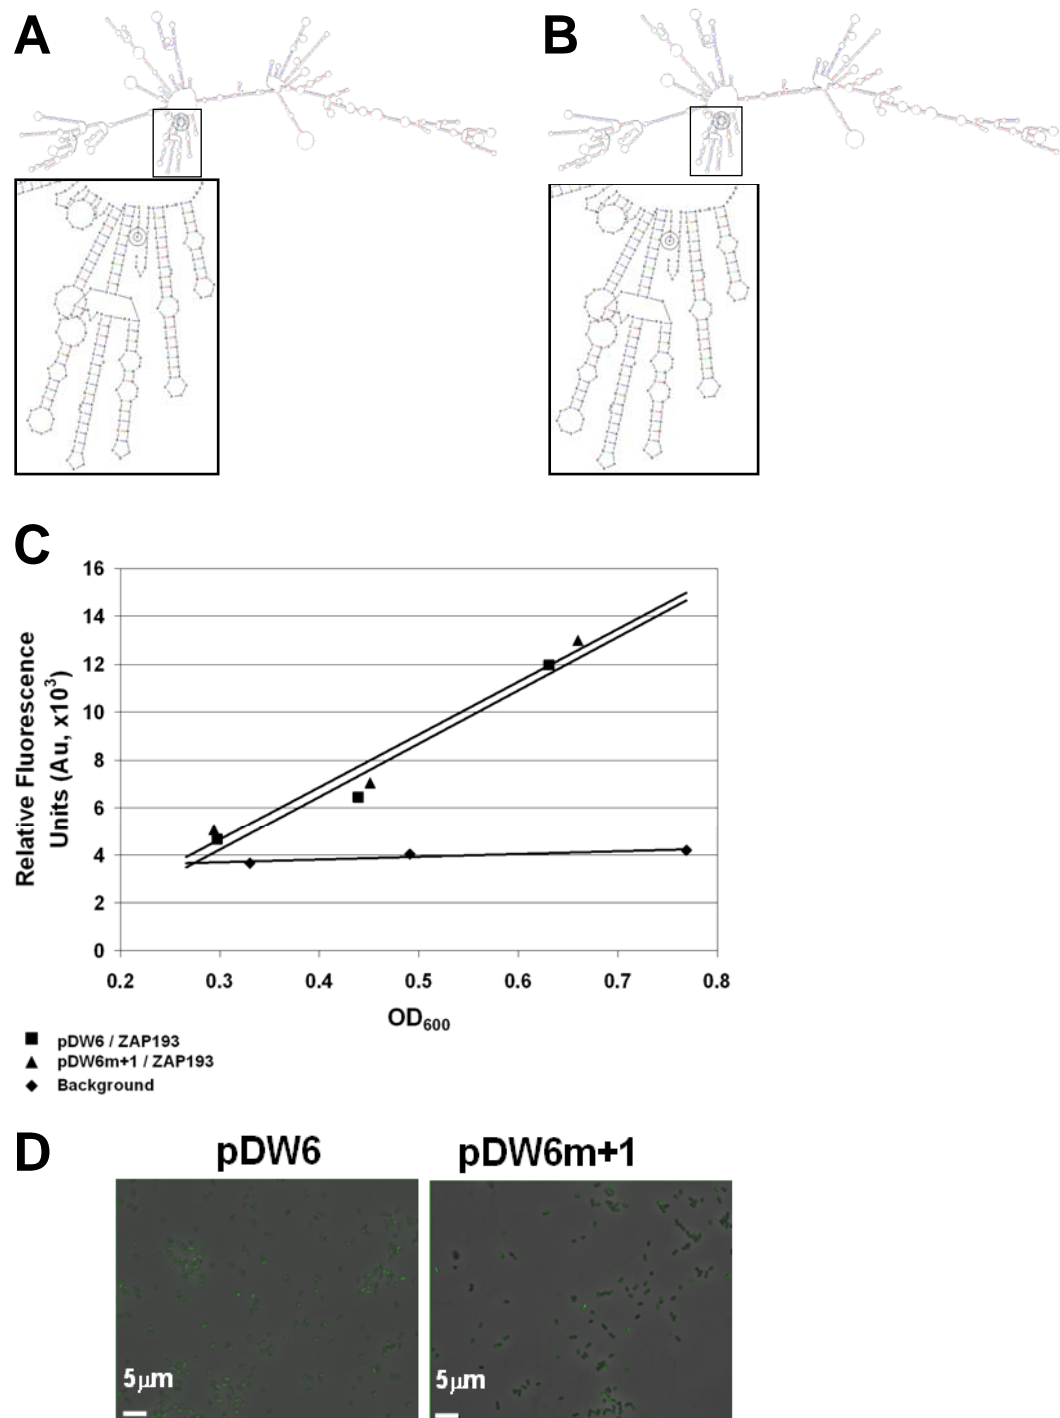 A
B
C
16
14
12
10
8
6
4
2
0
Relative Fluorescence
Units (Au, x10³)
0.2 0.3 0.4 0.5 0.6 0.7 0.8
OD₆₀₀
pDW6 / ZAP193
pDW6m+1 / ZAP193
Background
D
pDW6
pDW6m+1
5μm
5μm